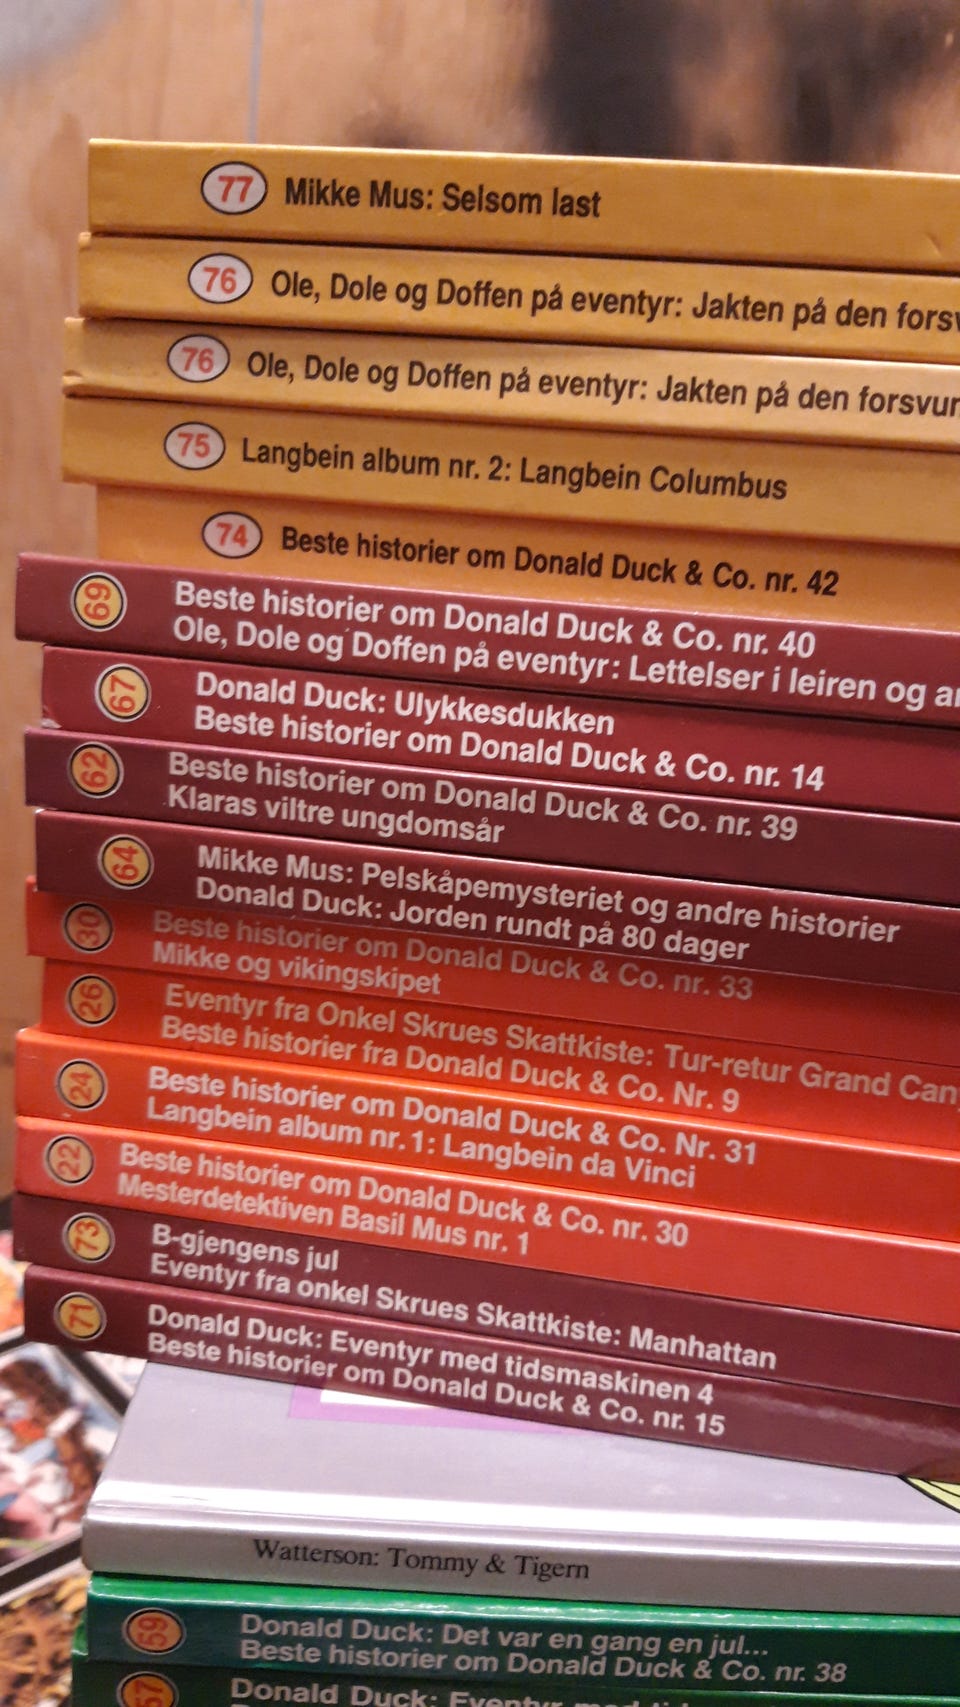 77 Mikke Mus: Selsom last
76 Ole, Dole og Doffen på eventyr: Jakten på den forsv
76 Ole, Dole og Doffen på eventyr: Jakten på den forsvur
75 Langbein album nr. 2: Langbein Columbus
74 Beste historier om Donald Duck & Co. nr. 42
69 Beste historier om Donald Duck & Co. nr. 40
Ole, Dole og Doffen på eventyr: Lettelser i leiren og
67 Donald Duck: Ulykkesdukken
Beste historier om Donald Duck & Co. nr. 14
62 Beste historier om Donald Duck & Co. nr. 39
Klaras viltre ungdomsår
64 Mikke Mus: Pelskåpemysteriet og andre historier
Donald Duck: Jorden rundt på 80 dager
30 Beste historier om Donald Duck & Co. nr. 33
Mikke og vikingskipet
26 Eventyr fra Onkel Skrues Skattkiste: Tur-retur Grand Can
Beste historier fra Donald Duck & Co. Nr. 9
24 Beste historier om Donald Duck & Co. Nr. 31
Langbein album nr. 1: Langbein da Vinci
22 Beste historier om Donald Duck & Co. nr. 30
Mesterdetektiven Basil Mus nr. 1
73 B-gjengens jul
Eventyr fra onkel Skrues Skattkiste: Manhattan
71 Donald Duck: Eventyr med tidsmaskinen 4
Beste historier om Donald Duck & Co. nr. 15
Watterson: Tommy & Tigern
59 Donald Duck: Det var en gang en jul...
Beste historier om Donald Duck & Co. nr. 38
57 Donald Duck: Eventyr med